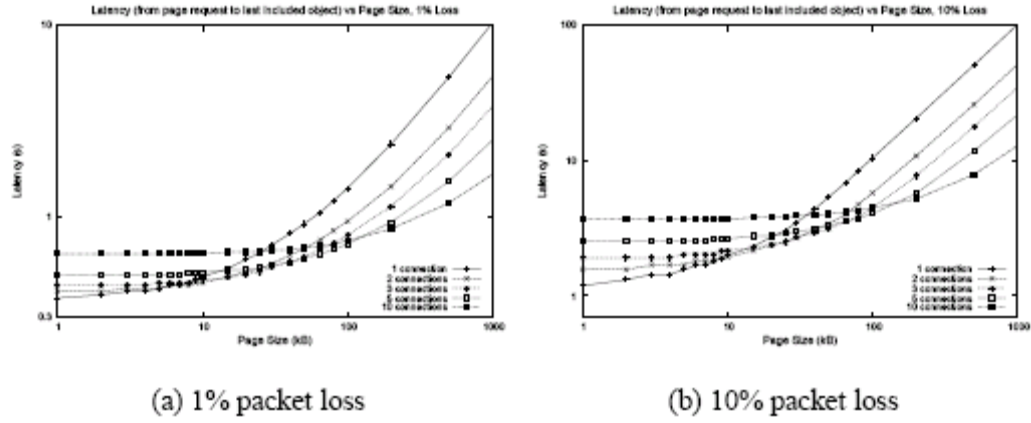 Latency (from page request to last included object) vs Page Size, 1% Loss
10
1
0.3
Latency (s)
1 connection
2 connections
3 connections
5 connections
10 connections
1
10
100
1000
Page Size (kB)
(a) 1% packet loss
Latency (from page request to last included object) vs Page Size, 10% Loss
100
10
1
Latency (s)
1 connection
2 connections
3 connections
5 connections
10 connections
1
10
100
1000
Page Size (kB)
(b) 10% packet loss